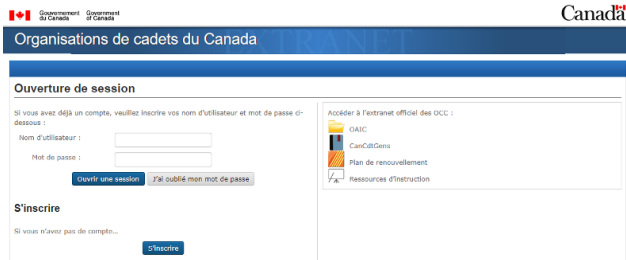 Gouvernement du Canada
Government of Canada
Canada
Organisations de cadets du Canada
EXTRANET
Ouverture de session
Si vous avez déjà un compte, veuillez inscrire vos nom d'utilisateur et mot de passe ci-
dessous :
Nom d'utilisateur :
Mot de passe :
Ouvrir une session
J'ai oublié mon mot de passe
S'inscrire
Si vous n'avez pas de compte...
S'inscrire
Accéder à l'extranet officiel des OCC :
OAIC
CanCdtGens
Plan de renouvellement
Ressources d'instruction